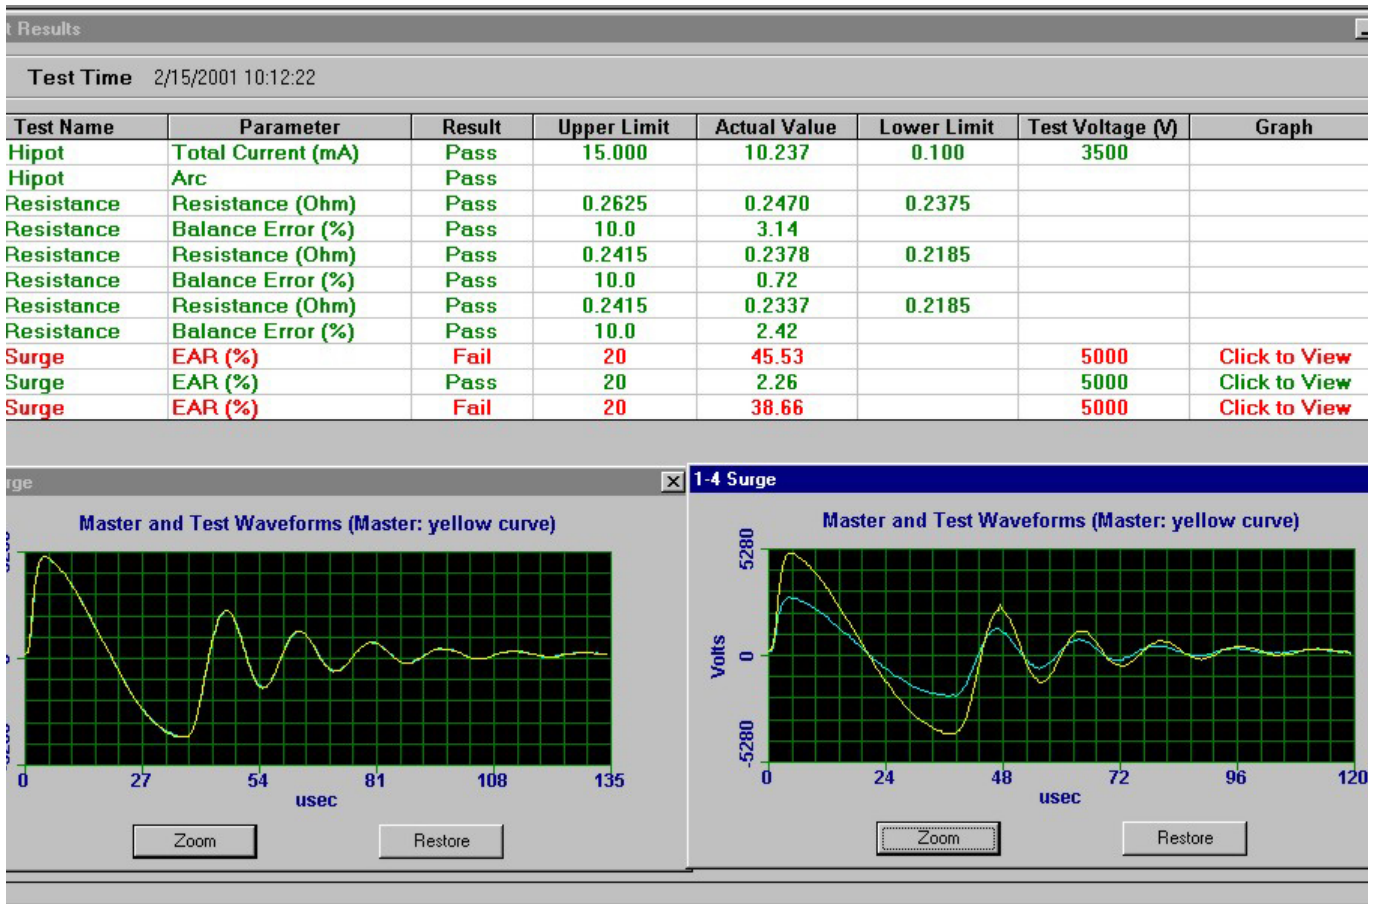 t Results
Test Time 2/15/2001 10:12:22
Test Name Parameter Result Upper Limit Actual Value Lower Limit Test Voltage (V) Graph
Hipot Total Current (mA) Pass 15.000 10.237 0.100 3500
Hipot Arc Pass
Resistance Resistance (Ohm) Pass 0.2625 0.2470 0.2375
Resistance Balance Error (%) Pass 10.0 3.14
Resistance Resistance (Ohm) Pass 0.2415 0.2378 0.2185
Resistance Balance Error (%) Pass 10.0 0.72
Resistance Resistance (Ohm) Pass 0.2415 0.2337 0.2185
Resistance Balance Error (%) Pass 10.0 2.42
Surge EAR (%) Fail 20 45.53 5000 Click to View
Surge EAR (%) Pass 20 2.26 5000 Click to View
Surge EAR (%) Fail 20 38.66 5000 Click to View
rge
Master and Test Waveforms (Master: yellow curve)
0
0 27 54 81 108 135
usec
Zoom Restore
1-4 Surge
Master and Test Waveforms (Master: yellow curve)
5280
Volts
0
-5280
0 24 48 72 96 120
usec
Zoom Restore